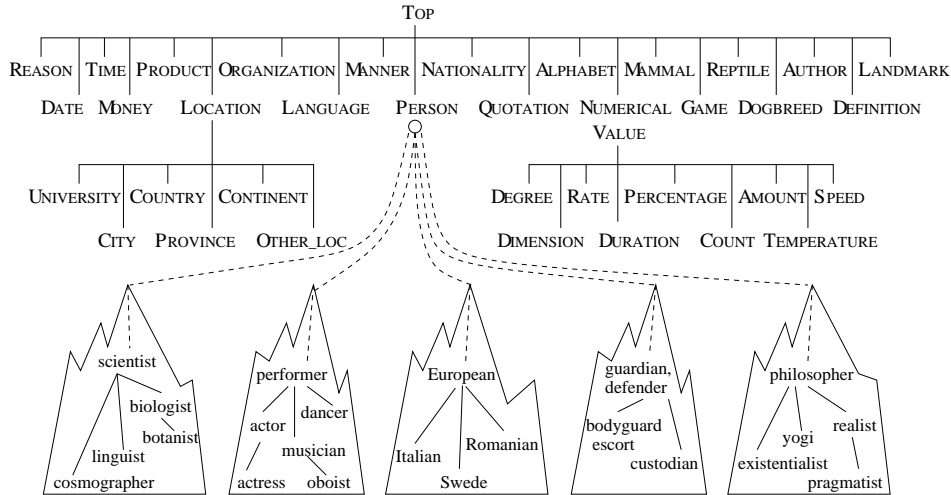 TOP
REASON TIME PRODUCT ORGANIZATION MANNER NATIONALITY ALPHABET MAMMAL REPTILE AUTHOR LANDMARK
DATE MONEY LOCATION LANGUAGE PERSON QUOTATION NUMERICAL GAME DOGBREED DEFINITION
VALUE
UNIVERSITY COUNTRY CONTINENT DEGREE RATE PERCENTAGE AMOUNT SPEED
CITY PROVINCE OTHER_LOC DIMENSION DURATION COUNT TEMPERATURE
scientist
biologist
botanist
linguist
cosmographer
performer
dancer
actor
musician
actress oboist
European
Romanian
Italian
Swede
guardian,
defender
bodyguard
escort
custodian
philosopher
realist
yogi
existentialist
pragmatist